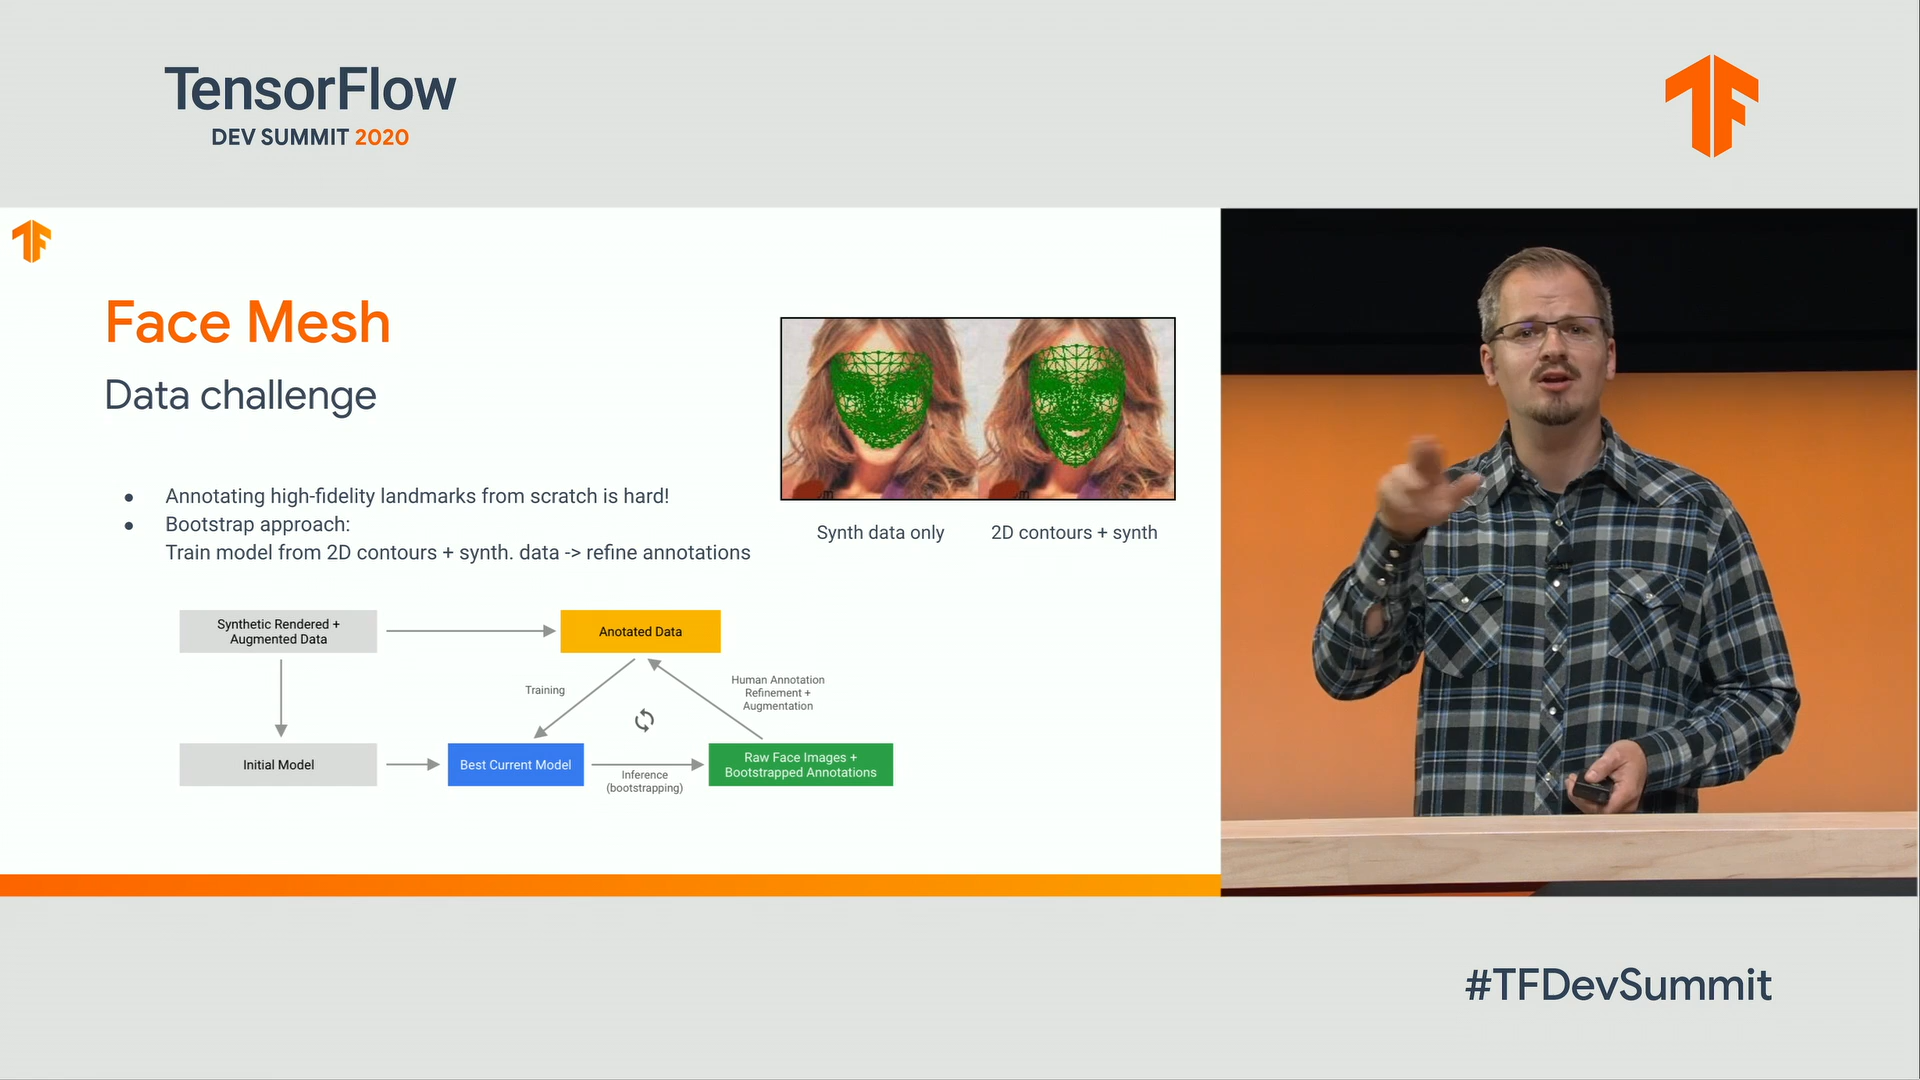 TensorFlow
DEV SUMMIT 2020
Face Mesh
Data challenge
● Annotating high-fidelity landmarks from scratch is hard!
● Bootstrap approach:
Train model from 2D contours + synth. data -> refine annotations
Synth data only
2D contours + synth
Synthetic Rendered +
Augmented Data
Anotated Data
Training
Human Annotation
Refinement +
Augmentation
Initial Model
Best Current Model
Inference
(bootstrapping)
Raw Face Images +
Bootstrapped Annotations
#TFDevSummit